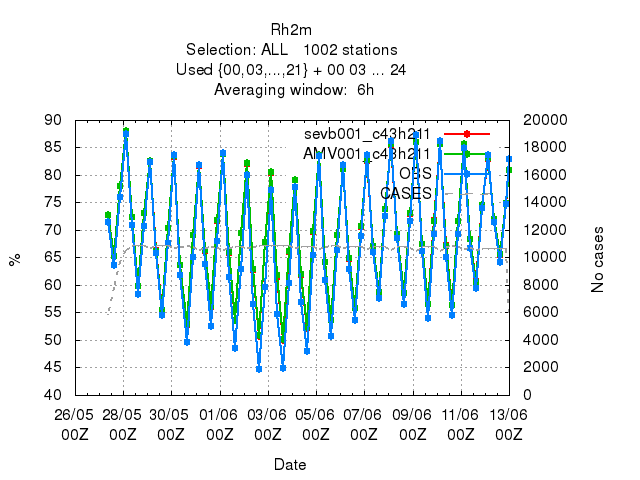 Rh2m
Selection: ALL 1002 stations
Used {00,03,...,21} + 00 03 ... 24
Averaging window: 6h
sevb001_c43h211
AMV001_c43h211
OBS
CASES
90
85
80
75
70
65
60
55
50
45
40
%
20000
18000
16000
14000
12000
10000
8000
6000
4000
2000
0
No cases
26/05 28/05 30/05 01/06 03/06 05/06 07/06 09/06 11/06 13/06
00Z 00Z 00Z 00Z 00Z 00Z 00Z 00Z 00Z 00Z
Date